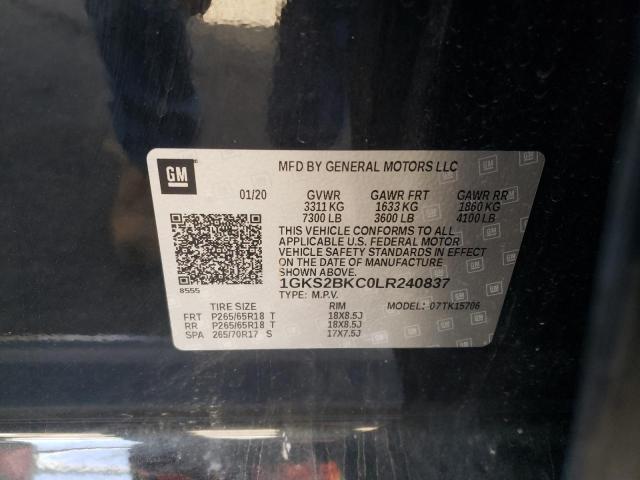 GM
MFD BY GENERAL MOTORS LLC
01/20 GVWR GAWR FRT GAWR RR
3311 KG 1633 KG 1860 KG
7300 LB 3600 LB 4100 LB
THIS VEHICLE CONFORMS TO ALL
APPLICABLE U.S. FEDERAL MOTOR
VEHICLE SAFETY STANDARDS IN EFFECT
ON THE DATE OF MANUFACTURE
SHOWN ABOVE.
8555
1GKS2BKC0LR240837
TYPE: M.P.V. MODEL: 07TK15706
TIRE SIZE RIM
FRT P265/65R18 T 18X8.5J
RR P265/65R18 T 18X8.5J
SPA 265/70R17 S 17X7.5J